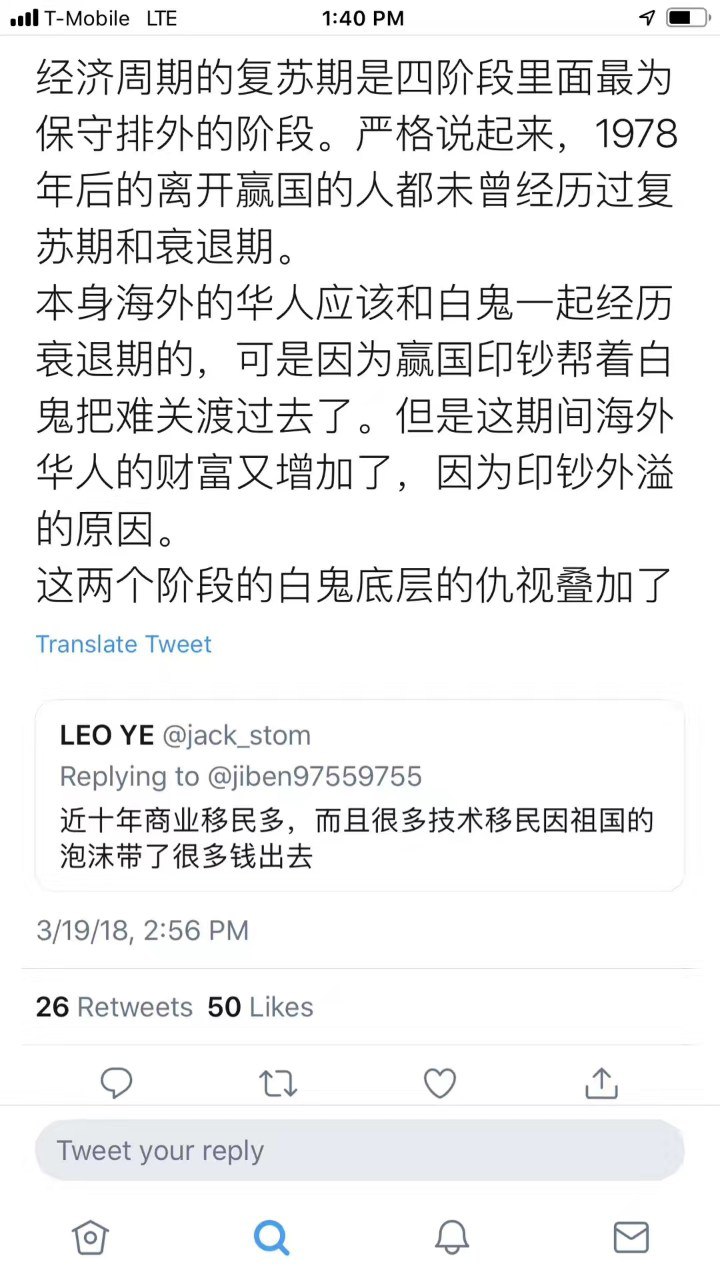 T-Mobile LTE 1:40 PM
经济周期的复苏期是四阶段里面最为
保守排外的阶段。严格说起来，1978
年后的离开赢国的人都未曾经历过复
苏期和衰退期。
本身海外的华人应该和白鬼一起经历
衰退期的，可是因为赢国印钞帮着白
鬼把难关渡过去了。但是这期间海外
华人的财富又增加了，因为印钞外溢
的原因。
这两个阶段的白鬼底层的仇视叠加了
Translate Tweet
LEO YE @jack_stom
Replying to @jiben97559755
近十年商业移民多，而且很多技术移民因祖国的
泡沫带了很多钱出去
3/19/18, 2:56 PM
26 Retweets 50 Likes
Tweet your reply